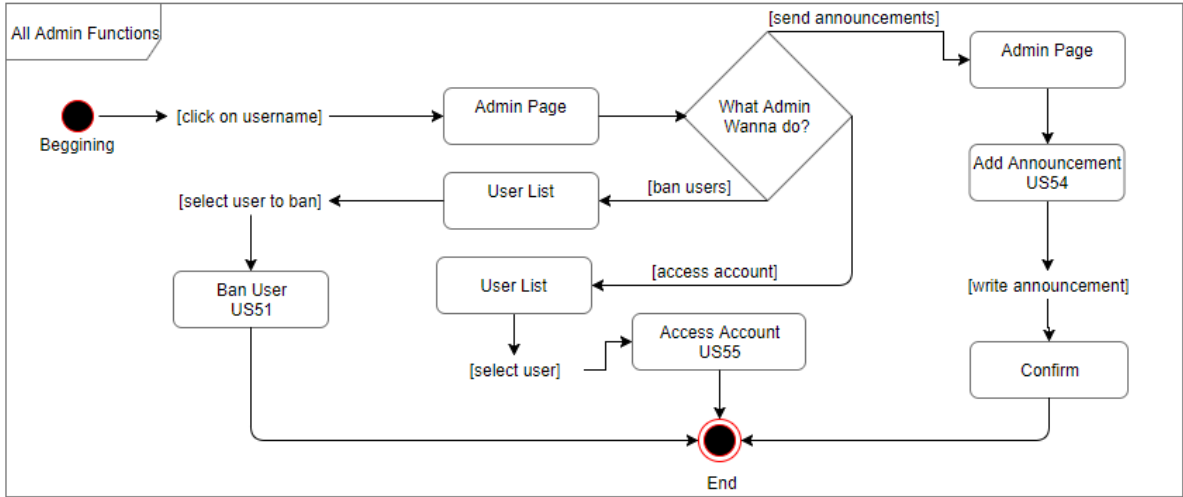 All Admin Functions
[send announcements]
Admin Page
Beggining
[click on username]
Admin Page
What Admin
Wanna do?
Add Announcement
US54
[select user to ban]
User List
[ban users]
Ban User
US51
User List
[access account]
[write announcement]
[select user]
Access Account
US55
Confirm
End